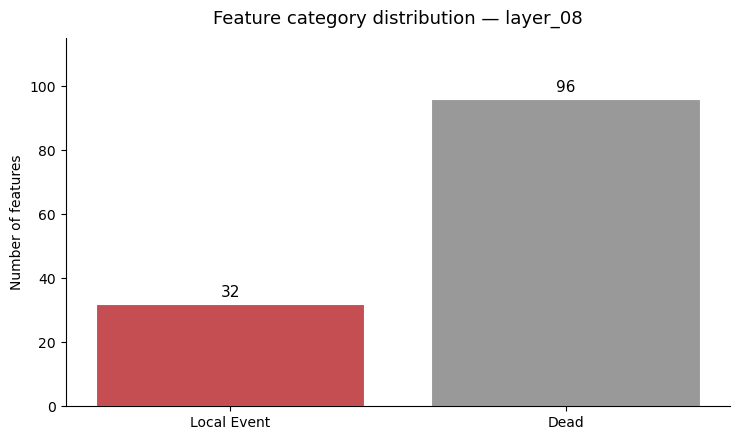 Feature category distribution — layer_08
Number of features
100
80
60
40
20
0
32
96
Local Event
Dead